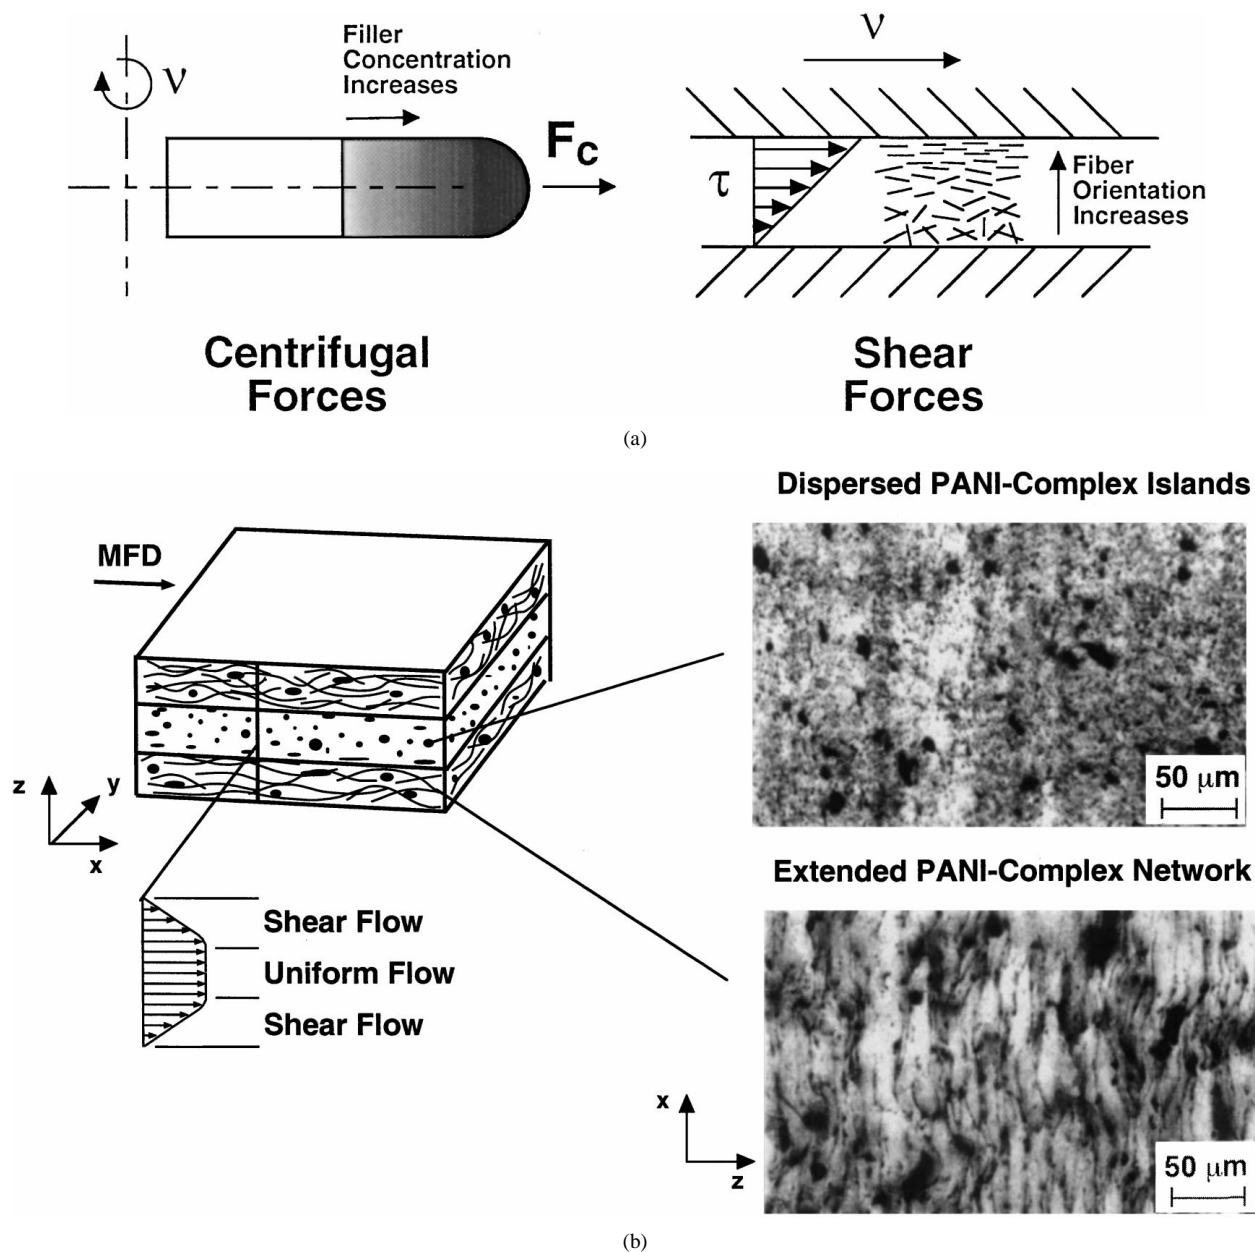 ν
Filler
Concentration
Increases
F_C
Centrifugal
Forces
ν
τ
Fiber
Orientation
Increases
Shear
Forces
(a)
MFD
z
y
x
Shear Flow
Uniform Flow
Shear Flow
Dispersed PANI-Complex Islands
50 μm
Extended PANI-Complex Network
50 μm
x
z
(b)